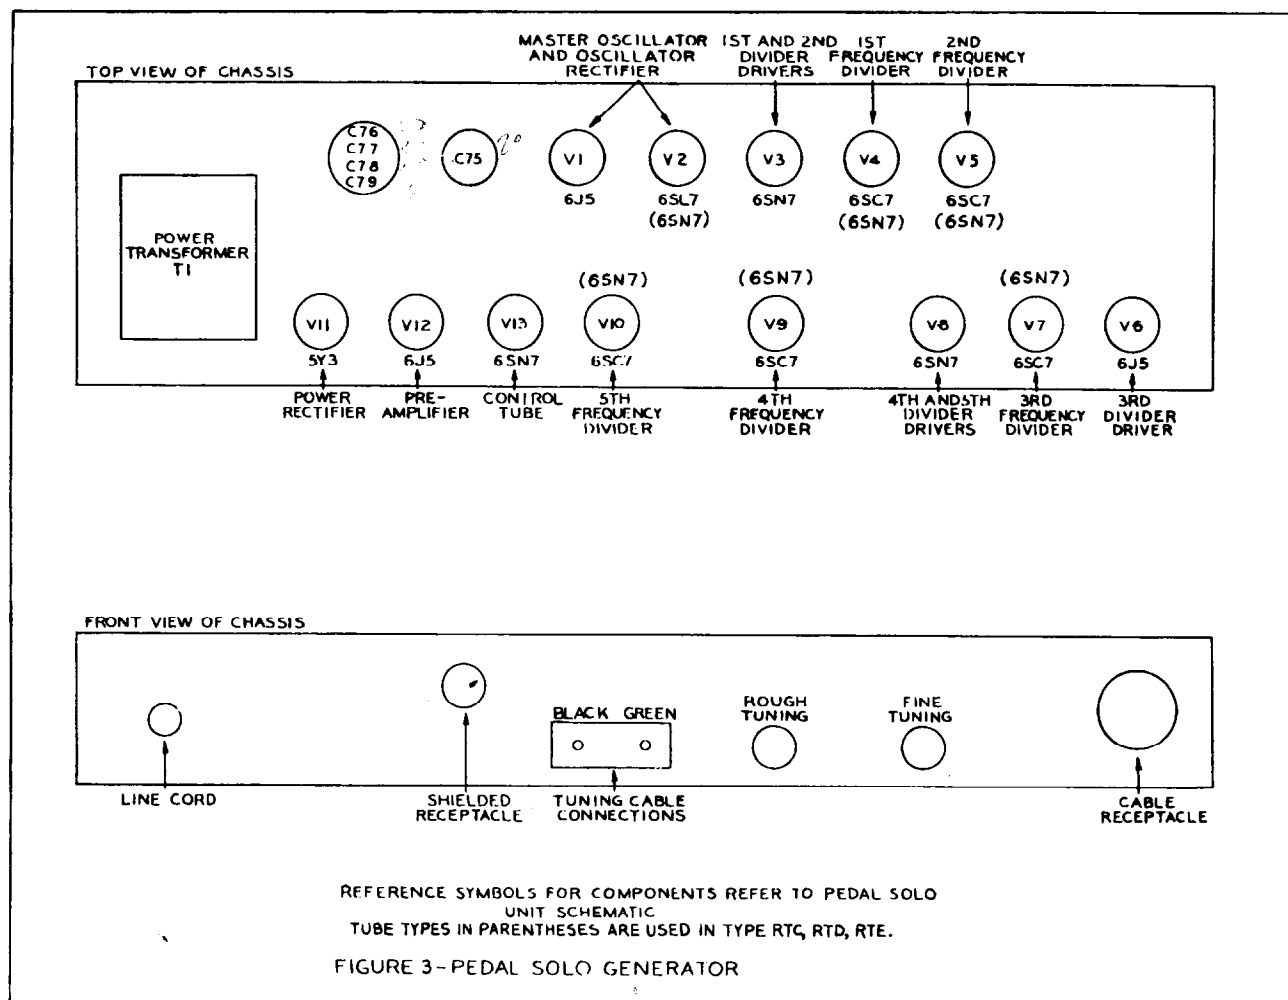 MASTER OSCILLATOR
AND OSCILLATOR
RECTIFIER
1ST AND 2ND
DIVIDER
DRIVERS
1ST
FREQUENCY
DIVIDER
2ND
FREQUENCY
DIVIDER
TOP VIEW OF CHASSIS
C76
C77
C78
C79
C75
V1
V2
V3
V4
V5
6J5
6SL7
(6SN7)
6SN7
6SC7
(6SN7)
6SC7
(6SN7)
POWER
TRANSFORMER
T1
(6SN7)
(6SN7)
(6SN7)
V11
V12
V13
V10
V9
V8
V7
V6
5Y3
6J5
6SN7
6SC7
6SC7
6SN7
6SC7
6J5
POWER
RECTIFIER
PRE-
AMPLIFIER
CONTROL
TUBE
5TH
FREQUENCY
DIVIDER
4TH
FREQUENCY
DIVIDER
4TH AND 5TH
DIVIDER
DRIVERS
3RD
FREQUENCY
DIVIDER
3RD
DIVIDER
DRIVER
FRONT VIEW OF CHASSIS
BLACK GREEN
ROUGH
TUNING
FINE
TUNING
LINE CORD
SHIELDED
RECEPTACLE
TUNING CABLE
CONNECTIONS
CABLE
RECEPTACLE
REFERENCE SYMBOLS FOR COMPONENTS REFER TO PEDAL SOLO
UNIT SCHEMATIC
TUBE TYPES IN PARENTHESES ARE USED IN TYPE RTC, RTD, RTE.
FIGURE 3-PEDAL SOLO GENERATOR